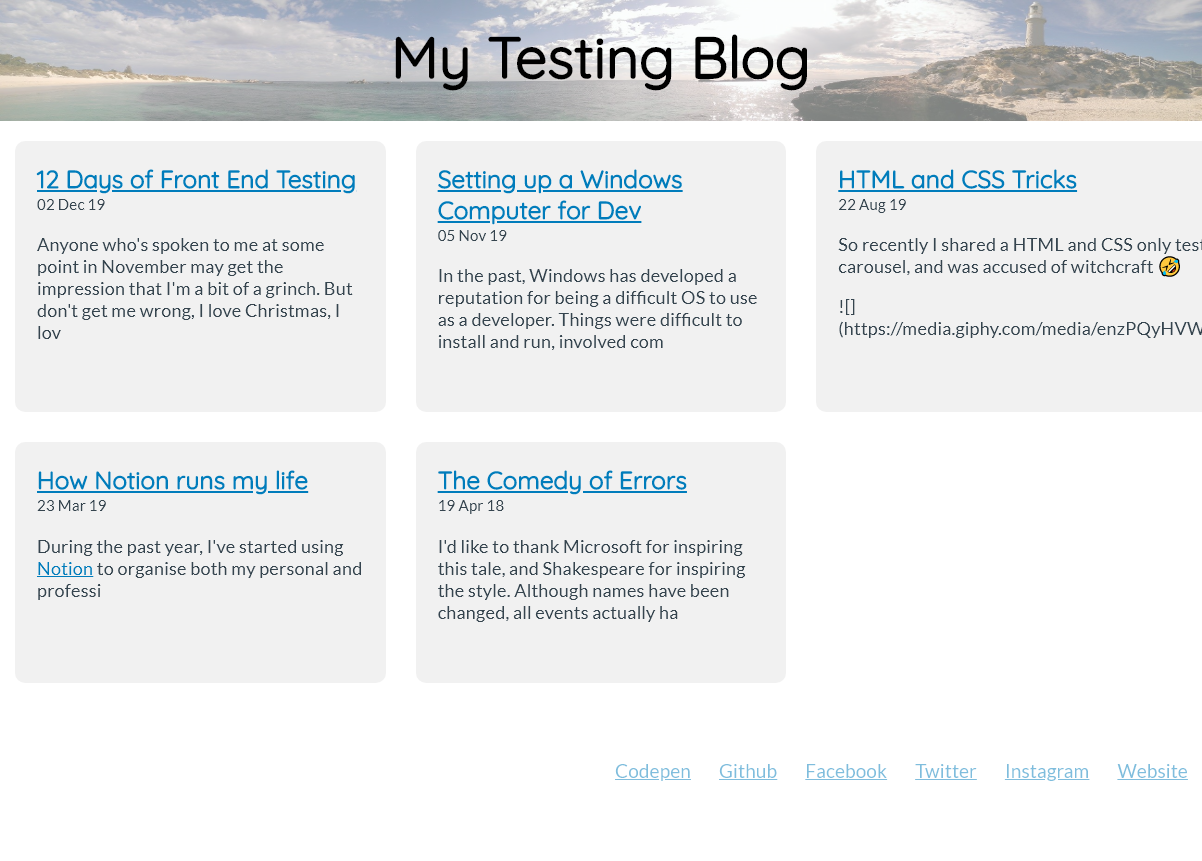 My Testing Blog
12 Days of Front End Testing
02 Dec 19
Anyone who's spoken to me at some
point in November may get the
impression that I'm a bit of a grinch. But
don't get me wrong, I love Christmas, I
lov
Setting up a Windows
Computer for Dev
05 Nov 19
In the past, Windows has developed a
reputation for being a difficult OS to use
as a developer. Things were difficult to
install and run, involved com
HTML and CSS Tricks
22 Aug 19
So recently I shared a HTML and CSS only test
carousel, and was accused of witchcraft 🤣
![]
(https://media.giphy.com/media/enzPQyHVW
How Notion runs my life
23 Mar 19
During the past year, I've started using
Notion to organise both my personal and
professi
The Comedy of Errors
19 Apr 18
I'd like to thank Microsoft for inspiring
this tale, and Shakespeare for inspiring
the style. Although names have been
changed, all events actually ha
Codepen Github Facebook Twitter Instagram Website